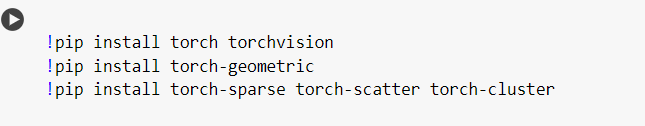 !pip install torch torchvision
!pip install torch-geometric
!pip install torch-sparse torch-scatter torch-cluster